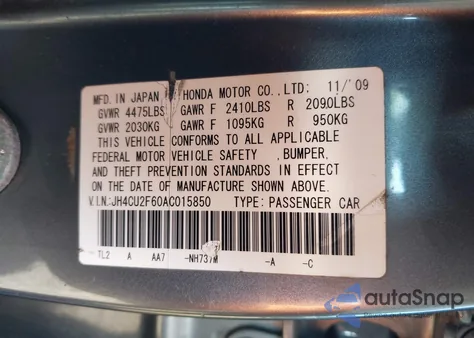 MFD. IN JAPAN BY HONDA MOTOR CO., LTD: 11/'09
GVWR 4475LBS GAWR F 2410LBS R 2090LBS
GVWR 2030KG GAWR F 1095KG R 950KG
THIS VEHICLE CONFORMS TO ALL APPLICABLE
FEDERAL MOTOR VEHICLE SAFETY , BUMPER,
AND THEFT PREVENTION STANDARDS IN EFFECT ON
THE DATE OF MANUFACTURE SHOWN ABOVE.
V.I.N:JH4CU2F60AC015850 TYPE: PASSENGER CAR
TL2 A AA7 -NH737M -A -C
autoSnap